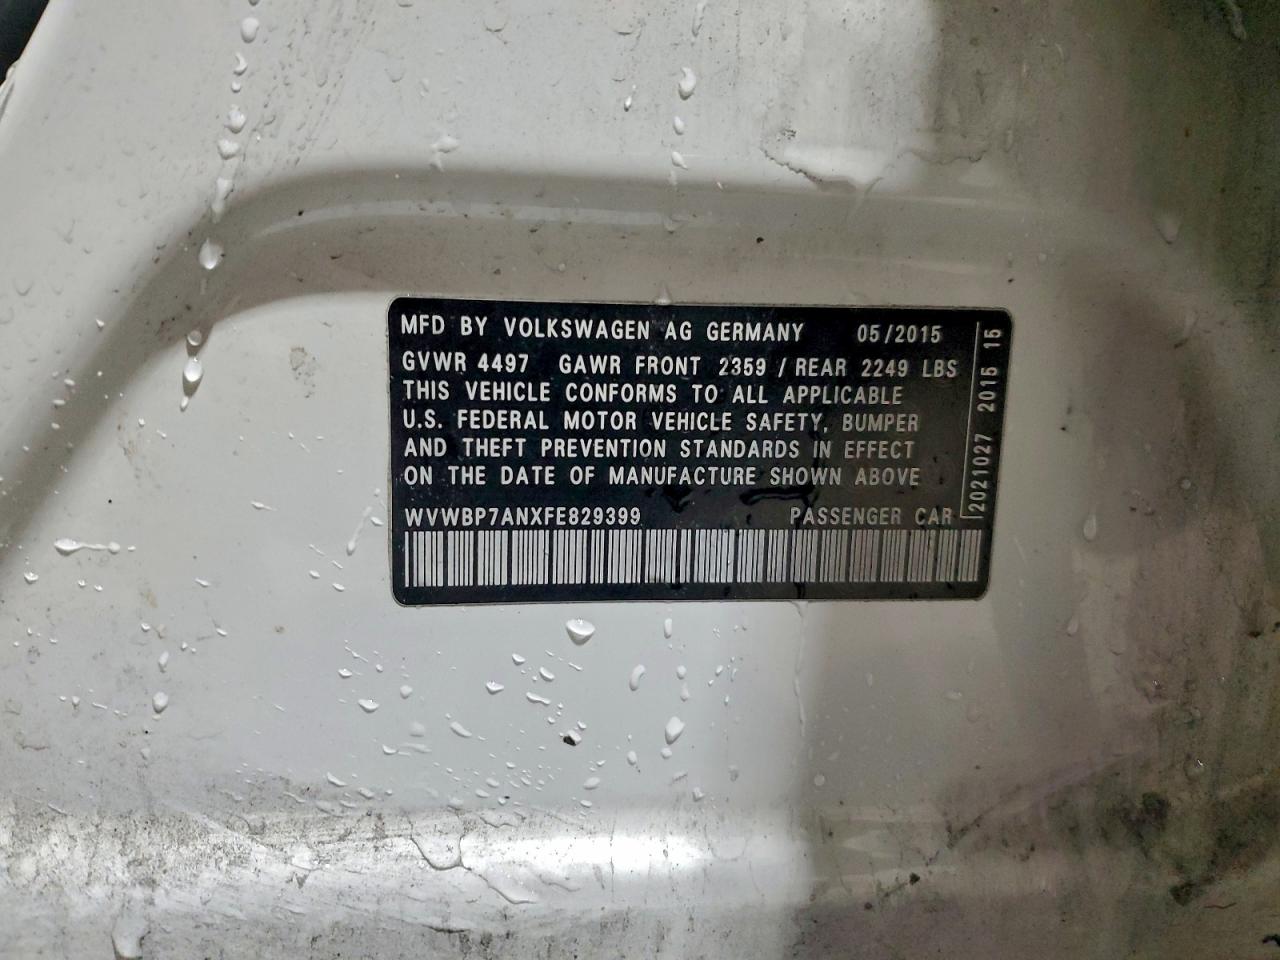 MFD BY VOLKSWAGEN AG GERMANY 05/2015
GVWR 4497 GAWR FRONT 2359 / REAR 2249 LBS
THIS VEHICLE CONFORMS TO ALL APPLICABLE
U.S. FEDERAL MOTOR VEHICLE SAFETY, BUMPER
AND THEFT PREVENTION STANDARDS IN EFFECT
ON THE DATE OF MANUFACTURE SHOWN ABOVE
WVWBP7ANXFE829399 PASSENGER CAR
2021027 2015 15